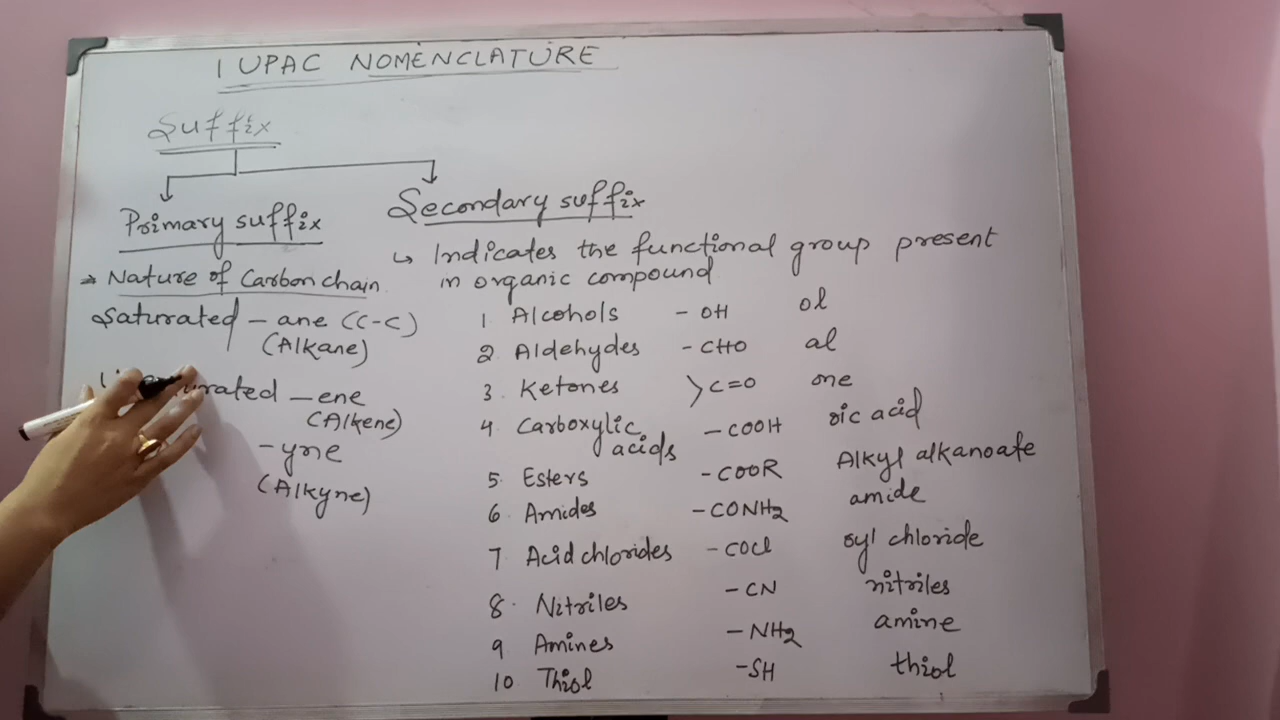 IUPAC NOMENCLATURE
Suffix
Primary suffix
→ Nature of Carbon chain
Saturated - ane (C-C)
(Alkane)
- ene
(Alkene)
- yne
(Alkyne)
Secondary suffix
↳ Indicates the functional group present
in organic compound
1 Alcohols - OH ol
2 Aldehydes - CHO al
3 Ketones >C=O one
4 Carboxylic acids - COOH oic acid
5. Esters - COOR Alkyl alkanoate
6 Amides - CONH2 amide
7 Acid chlorides - COCl oyl chloride
8. Nitriles - CN nitriles
9 Amines - NH2 amine
10 Thiol - SH thiol